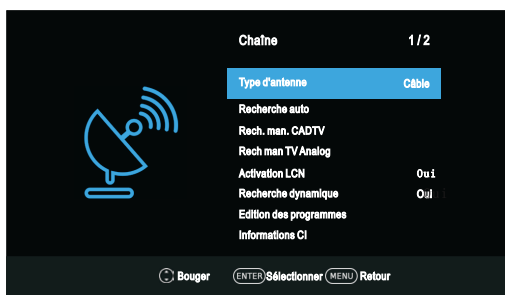 Chaîne 1/2
Type d'antenne Câble
Recherche auto
Rech. man. CADTV
Rech man TV Analog
Activation LCN Oui
Recherche dynamique Oui
Edition des programmes
Informations CI
Bouger ENTER Sélectionner MENU Retour